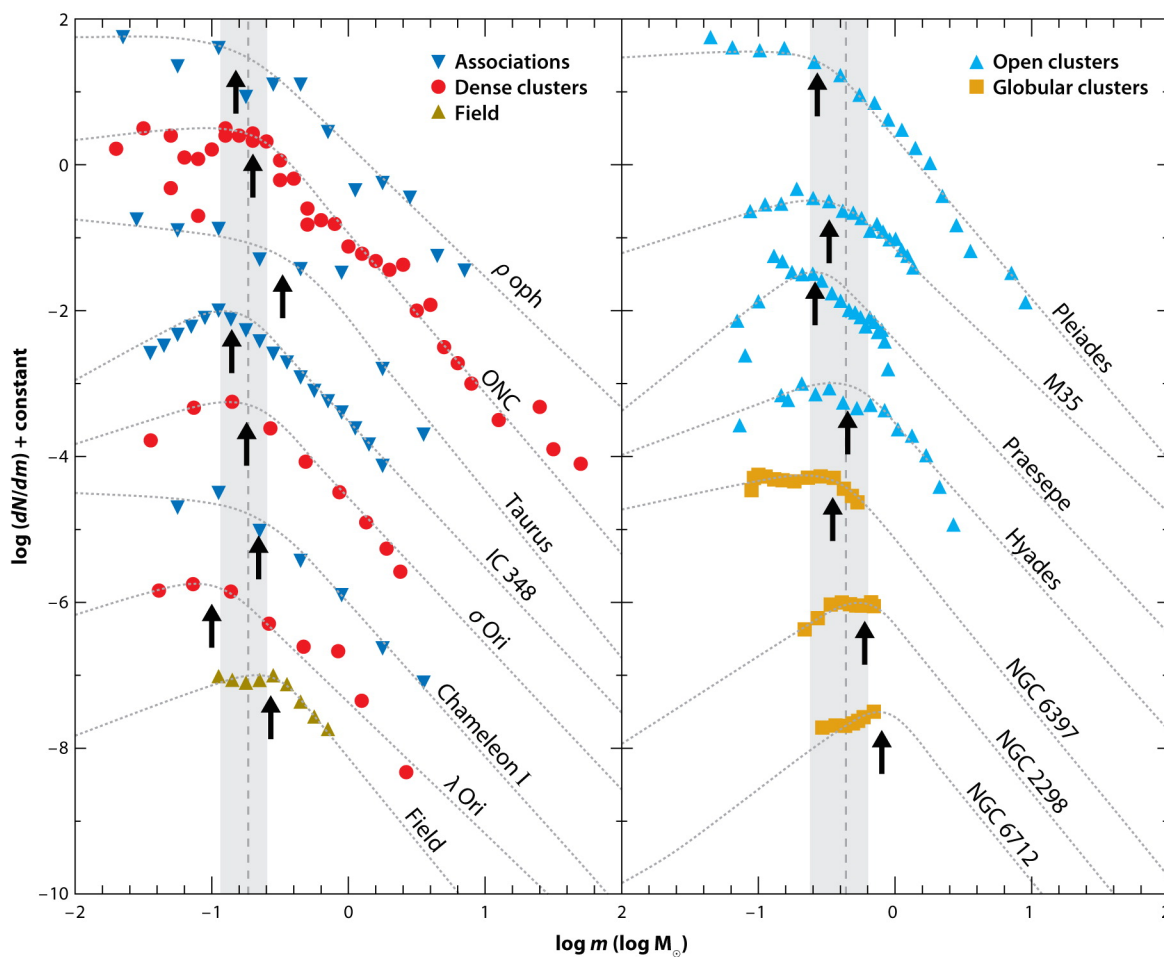 2
0
−2
−4
−6
−8
−10
log (dN/dm) + constant
Associations
Dense clusters
Field
ρ oph
ONC
Taurus
IC 348
σ Ori
Chameleon I
λ Ori
Field
−2
−1
0
1
Open clusters
Globular clusters
Pleiades
M35
Praesepe
Hyades
NGC 6397
NGC 2298
NGC 6712
2
−1
0
1
2
log m (log M☉)